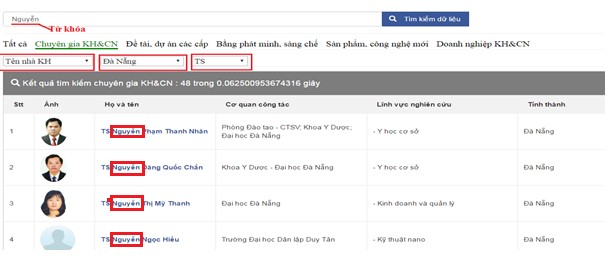 Nguyễn
Tìm kiếm dữ liệu
Từ khóa
Tất cả Chuyên gia KH&CN Đề tài, dự án các cấp Bằng phát minh, sáng chế Sản phẩm, công nghệ mới Doanh nghiệp KH&CN
Tên nhà KH Đà Nẵng TS
Kết quả tìm kiếm chuyên gia KH&CN : 48 trong 0.062500953674316 giây
Stt Ảnh Họ và tên Cơ quan công tác Lĩnh vực nghiên cứu Tỉnh thành
1 TS Nguyễn Phạm Thanh Nhân Phòng Đào tạo - CTSV; Khoa Y Dược; - Y học cơ sở Đà Nẵng
Đại học Đà Nẵng
2 TS Nguyễn Đăng Quốc Chấn Khoa Y Dược - Đại học Đà Nẵng - Y học cơ sở Đà Nẵng
3 TS Nguyễn Thị Mỹ Thanh Đại học Đà Nẵng - Kinh doanh và quản lý Đà Nẵng
4 TS Nguyễn Ngọc Hiếu Trường Đại học Dân lập Duy Tân - Kỹ thuật nano Đà Nẵng